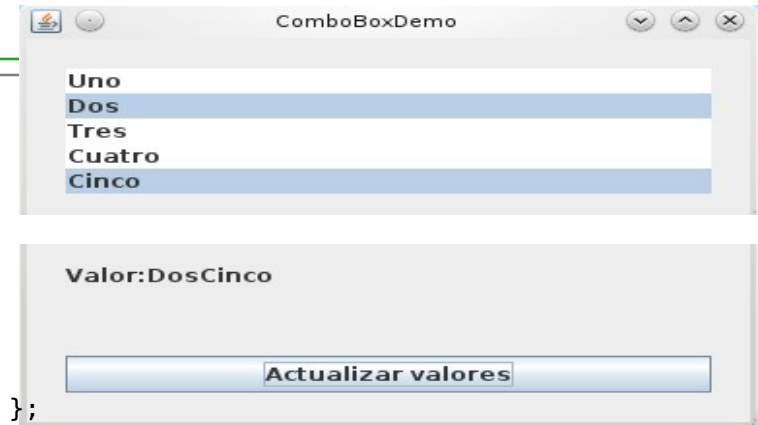 ComboBoxDemo
Uno
Dos
Tres
Cuatro
Cinco
Valor:DosCinco
Actualizar valores
};